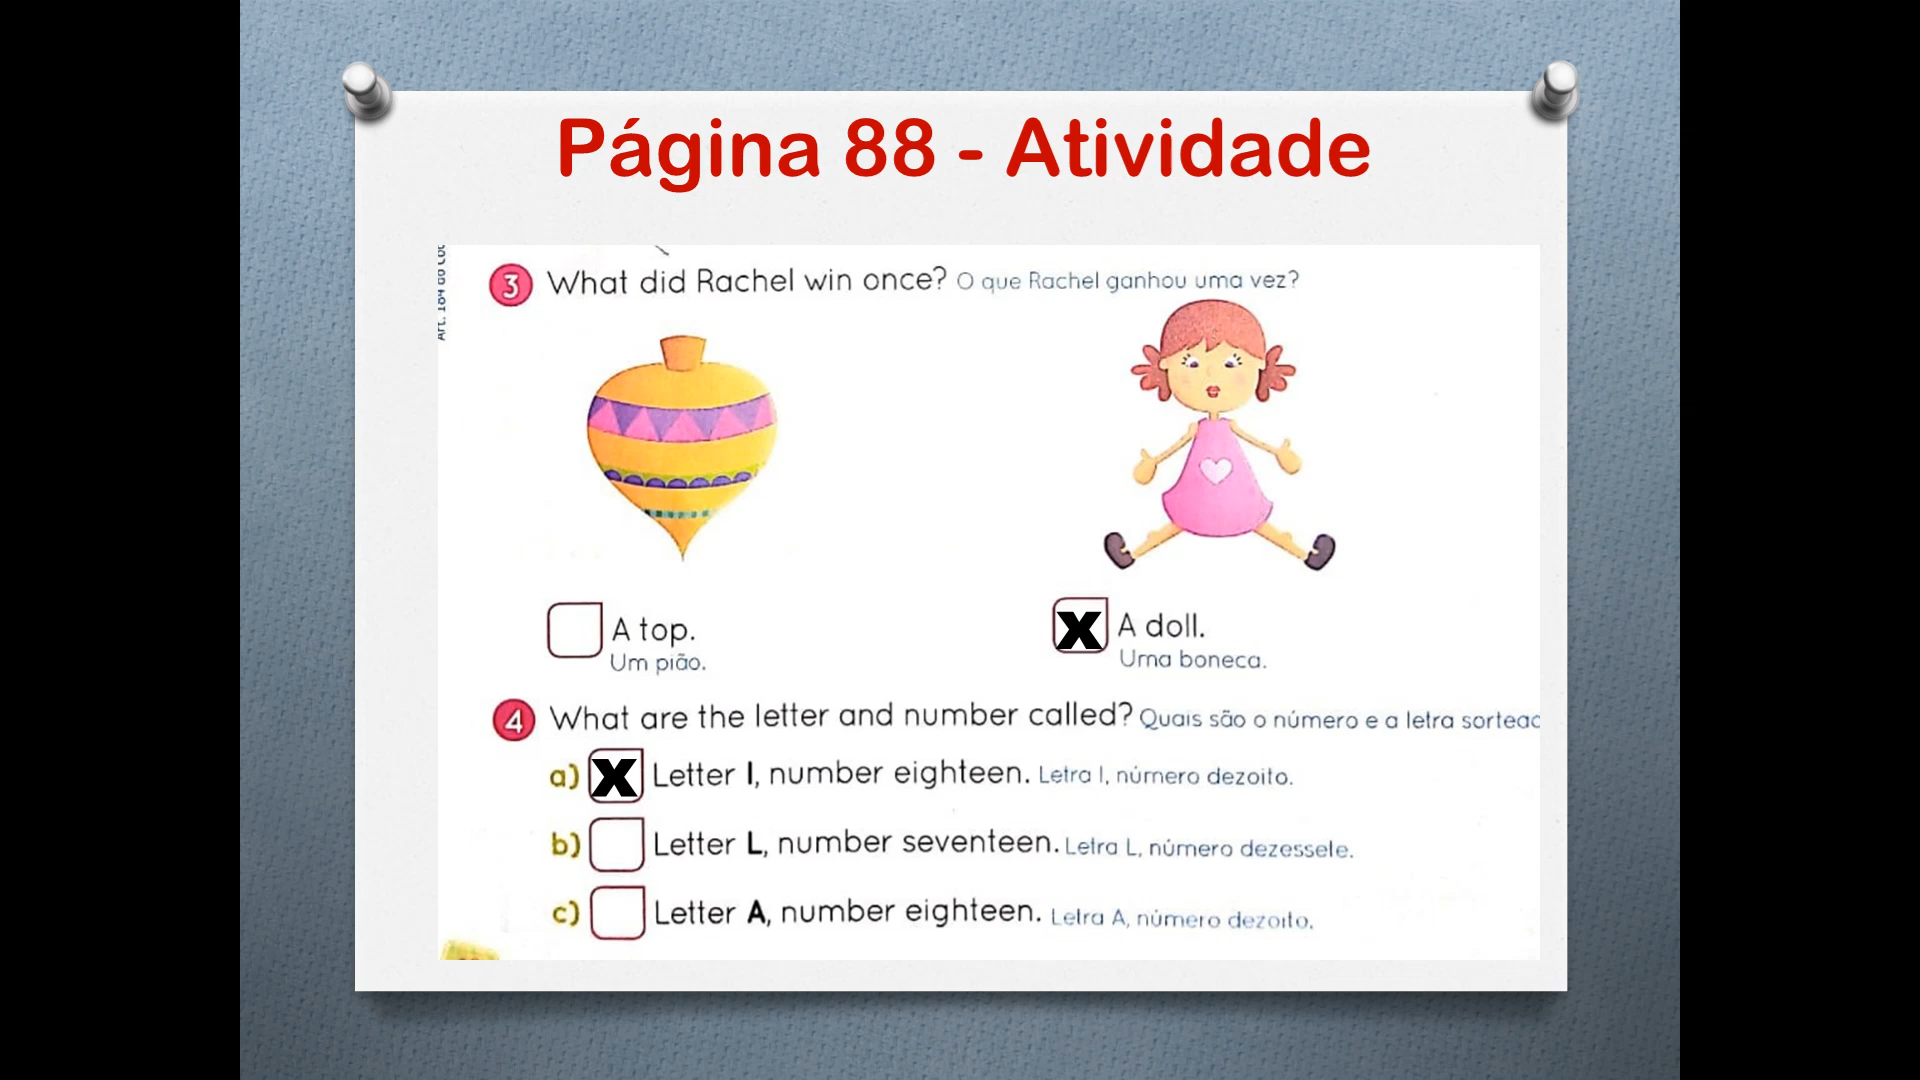 Página 88 - Atividade
3 What did Rachel win once? O que Rachel ganhou uma vez?
X
A top.
Um pião.
X A doll.
Uma boneca.
4 What are the letter and number called? Quais são o número e a letra sortead
a) X Letter I, number eighteen. Letra I, número dezoito.
b) Letter L, number seventeen. Letra L, número dezessete.
c) Letter A, number eighteen. Letra A, número dezoito.